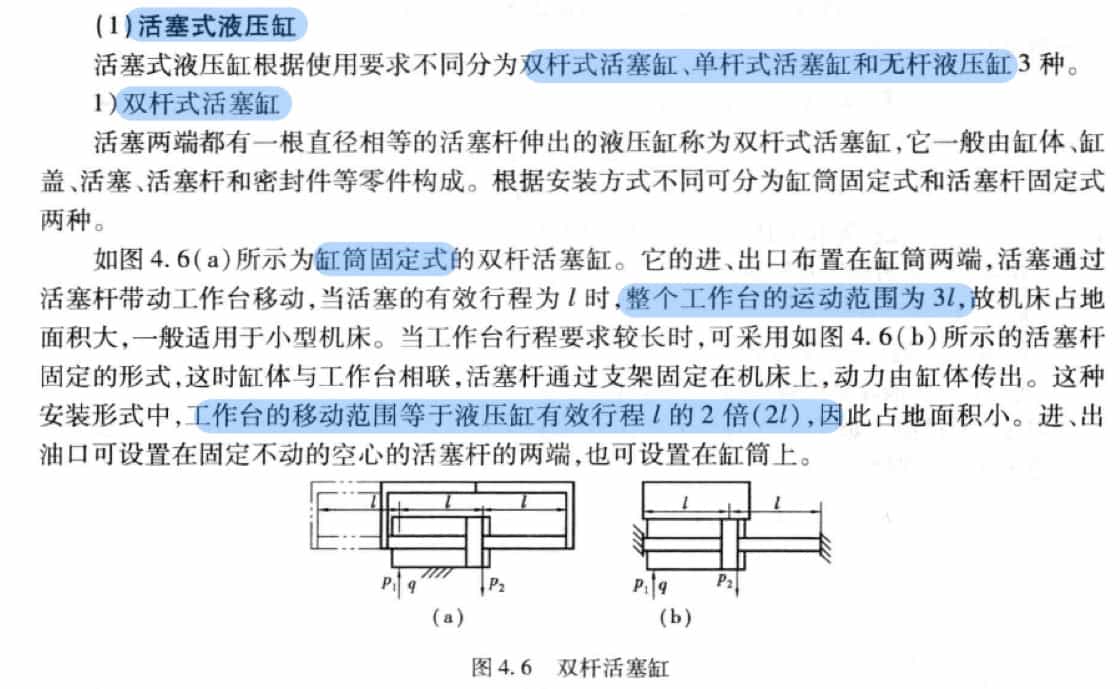 (1)活塞式液压缸
活塞式液压缸根据使用要求不同分为双杆式活塞缸、单杆式活塞缸和无杆液压缸3种。
1)双杆式活塞缸
活塞两端都有一根直径相等的活塞杆伸出的液压缸称为双杆式活塞缸,它一般由缸体、缸
盖、活塞、活塞杆和密封件等零件构成。根据安装方式不同可分为缸筒固定式和活塞杆固定式
两种。
如图4.6(a)所示为缸筒固定式的双杆活塞缸。它的进、出口布置在缸筒两端,活塞通过
活塞杆带动工作台移动,当活塞的有效行程为l时,整个工作台的运动范围为3l,故机床占地
面积大,一般适用于小型机床。当工作台行程要求较长时,可采用如图4.6(b)所示的活塞杆
固定的形式,这时缸体与工作台相联,活塞杆通过支架固定在机床上,动力由缸体传出。这种
安装形式中,工作台的移动范围等于液压缸有效行程l的2倍(2l),因此占地面积小。进、出
油口可设置在固定不动的空心的活塞杆的两端,也可设置在缸筒上。
l l l
l l
p₁ q p₂
p₁ q p₂
(a)
(b)
图4.6 双杆活塞缸